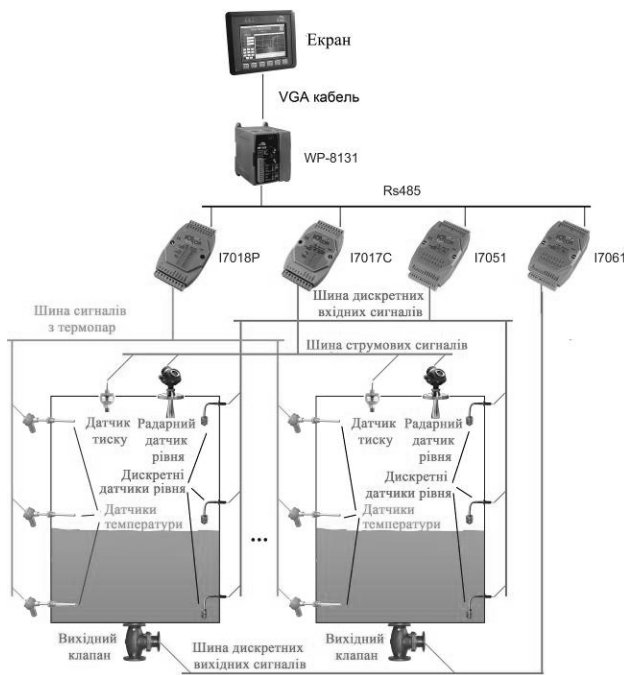 Екран
VGA кабель
WP-8131
Rs485
I7018P
I7017C
I7051
I7061
Шина сигналів
з термопар
Шина дискретних
вхідних сигналів
Шина струмових сигналів
Датчик
тиску
Радарний
датчик
рівня
Дискретні
датчики рівня
Датчики
температури
...
Датчик
тиску
Радарний
датчик
рівня
Дискретні
датчики рівня
Датчики
температури
Вихідний
клапан
Шина дискретних
вихідних сигналів
Вихідний
клапан